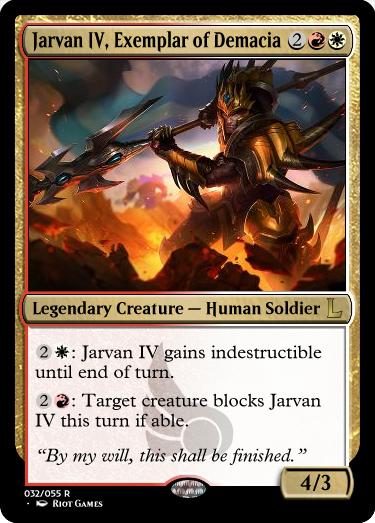 Jarvan IV, Exemplar of Demacia 2
Legendary Creature — Human Soldier L
2 : Jarvan IV gains indestructible
until end of turn.
2 : Target creature blocks Jarvan
IV this turn if able.
“By my will, this shall be finished.”
4/3
032/055 R
• RIOT GAMES